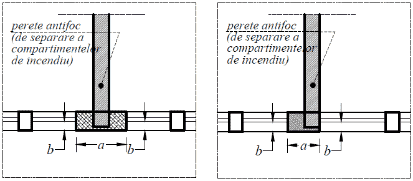 perete antifoc
(de separare a
compartimentelor
de incendiu)
b
a
b
perete antifoc
(de separare a
compartimentelor
de incendiu)
b
a
b